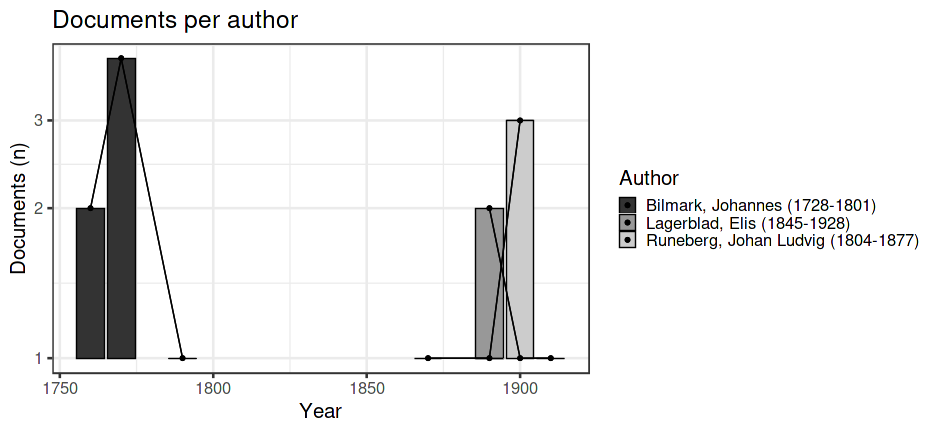 Documents per author
3
2
1
Documents (n)
1750 1800 1850 1900
Year
Author
Bilmark, Johannes (1728-1801)
Lagerblad, Elis (1845-1928)
Runeberg, Johan Ludvig (1804-1877)